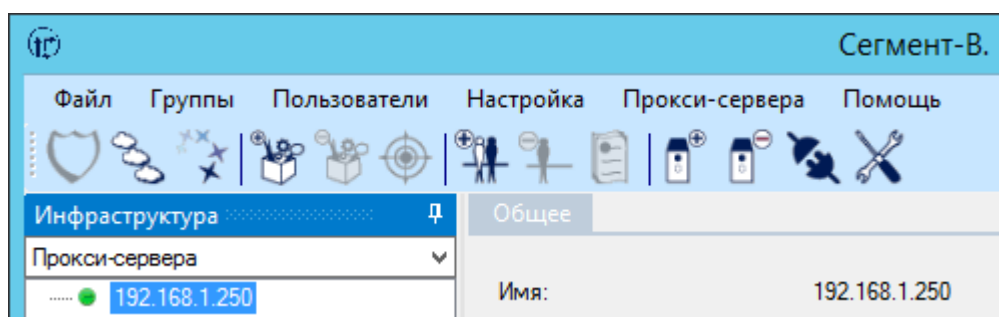 Сегмент-В.
Файл Группы Пользователи Настройка Прокси-сервера Помощь
Инфраструктура
Общее
Прокси-сервера
192.168.1.250
Имя: 192.168.1.250